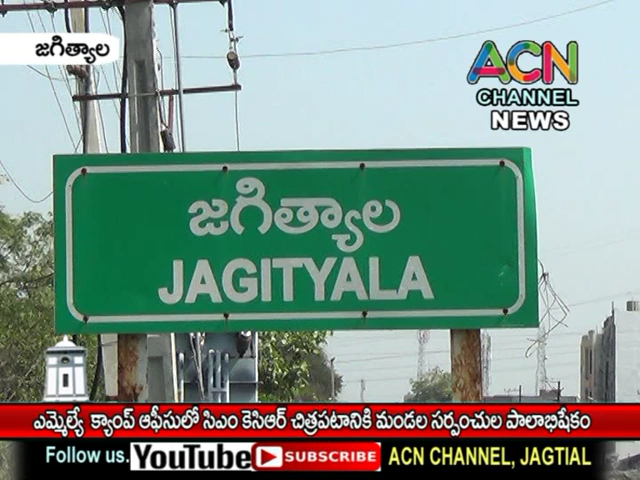 జగిత్యాల
ACN
CHANNEL
NEWS
జగిత్యాల
JAGITYALA
ఎమ్మెల్యే క్యాంప్ ఆఫీసులో సిఎం కెసిఆర్ చిత్రపటానికి మండల సర్పంచుల పాలాభిషేకం
Follow us. YouTube SUBSCRIBE ACN CHANNEL, JAGTIAL